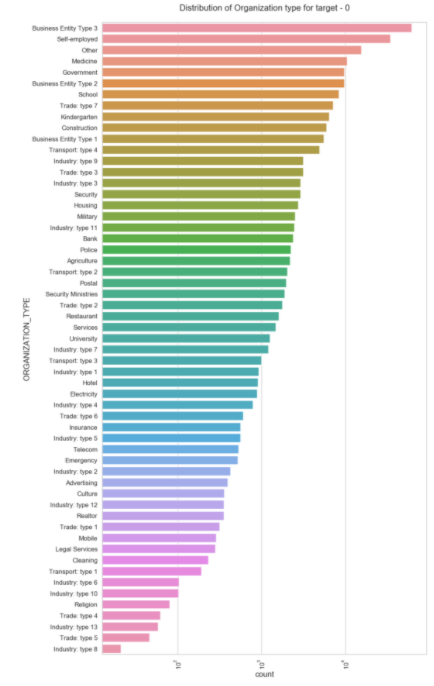 Distribution of Organization type for target - 0
Business Entity Type 3
Self-employed
Other
Medicine
Government
Business Entity Type 2
School
Trade: type 7
Kindergarten
Construction
Business Entity Type 1
Transport: type 4
Industry: type 9
Trade: type 3
Industry: type 3
Security
Housing
Military
Industry: type 11
Bank
Police
Agriculture
Transport: type 2
Postal
Security Ministries
Trade: type 2
Restaurant
Services
University
Industry: type 7
Transport: type 3
Industry: type 1
Hotel
Electricity
Industry: type 4
Trade: type 6
Insurance
Industry: type 5
Telecom
Emergency
Industry: type 2
Advertising
Culture
Industry: type 12
Realtor
Trade: type 1
Mobile
Legal Services
Cleaning
Transport: type 1
Industry: type 6
Industry: type 10
Religion
Trade: type 4
Industry: type 13
Trade: type 5
Industry: type 8
ORGANIZATION_TYPE
count